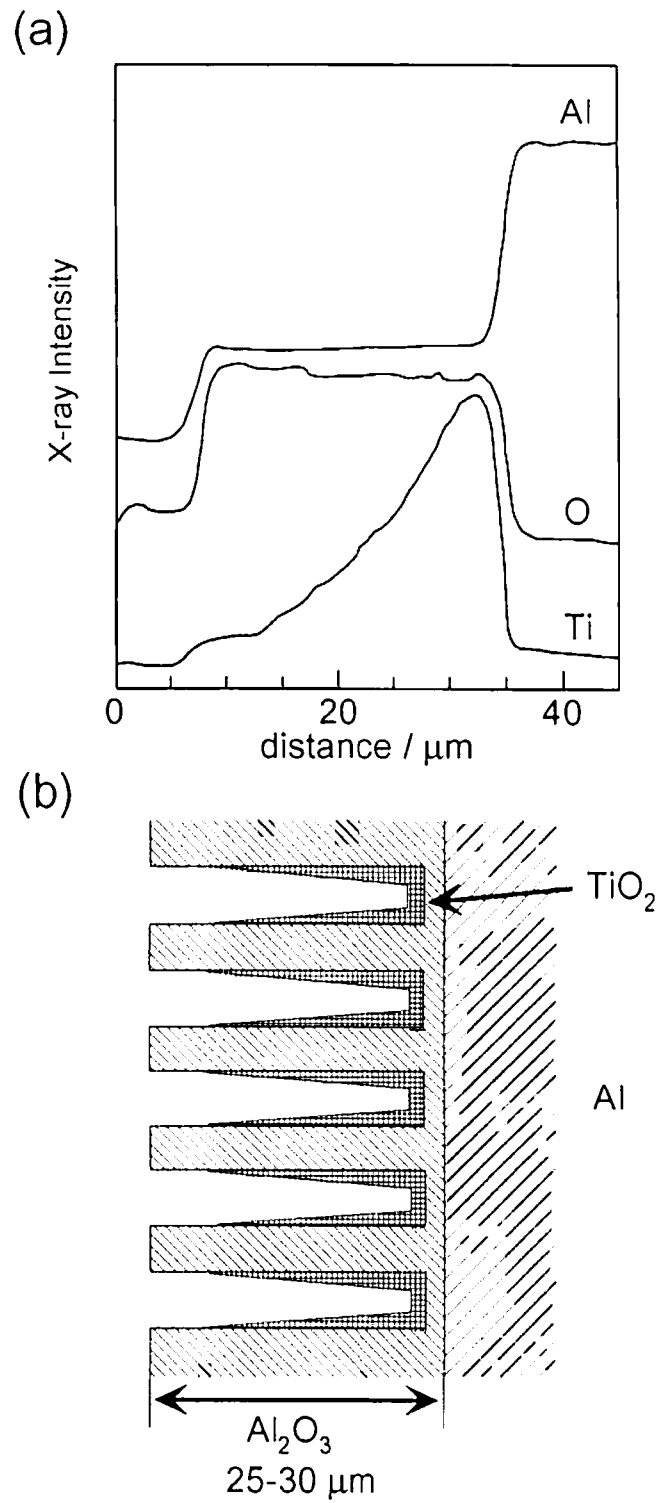 (a)
Al
X-ray Intensity
O
Ti
0 20 40
distance / μm
(b)
TiO₂
Al
Al₂O₃
25-30 μm